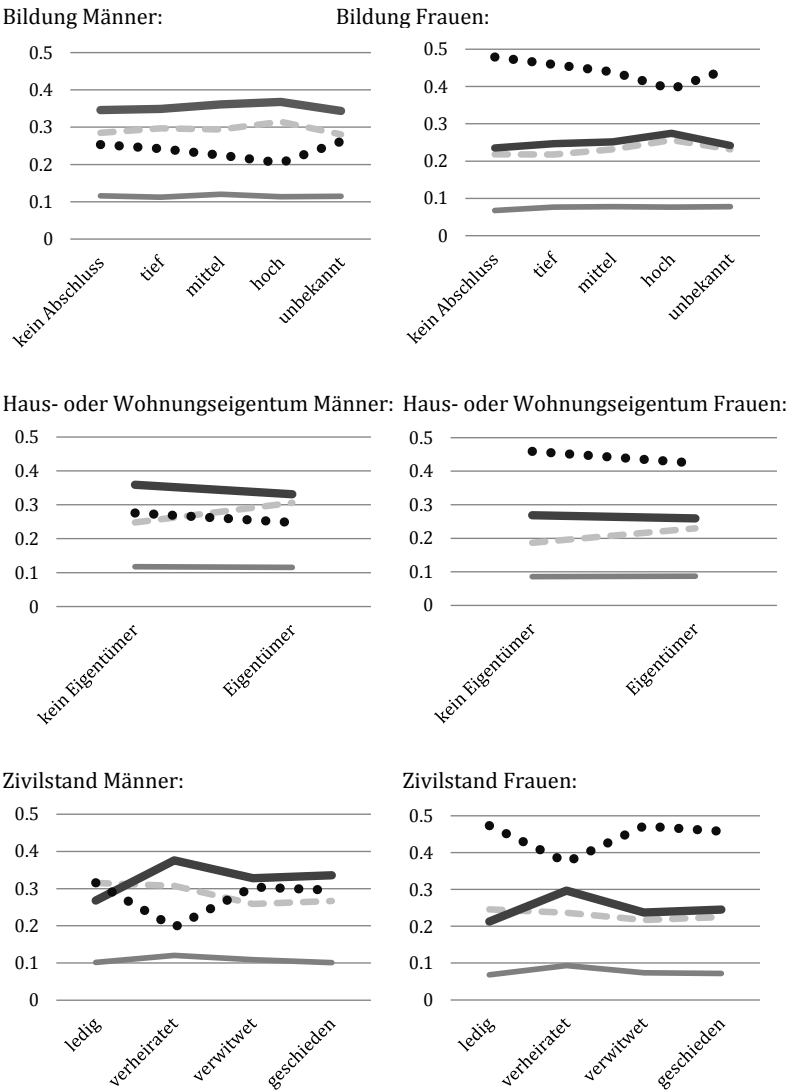 Bildung Männer:
Bildung Frauen:
0.5
0.4
0.3
0.2
0.1
0
kein Abschluss
tief
mittel
hoch
unbekannt
0.5
0.4
0.3
0.2
0.1
0
kein Abschluss
tief
mittel
hoch
unbekannt
Haus- oder Wohnungseigentum Männer:
Haus- oder Wohnungseigentum Frauen:
0.5
0.4
0.3
0.2
0.1
0
kein Eigentümer
Eigentümer
0.5
0.4
0.3
0.2
0.1
0
kein Eigentümer
Eigentümer
Zivilstand Männer:
Zivilstand Frauen:
0.5
0.4
0.3
0.2
0.1
0
ledig
verheiratet
verwitwet
geschieden
0.5
0.4
0.3
0.2
0.1
0
ledig
verheiratet
verwitwet
geschieden